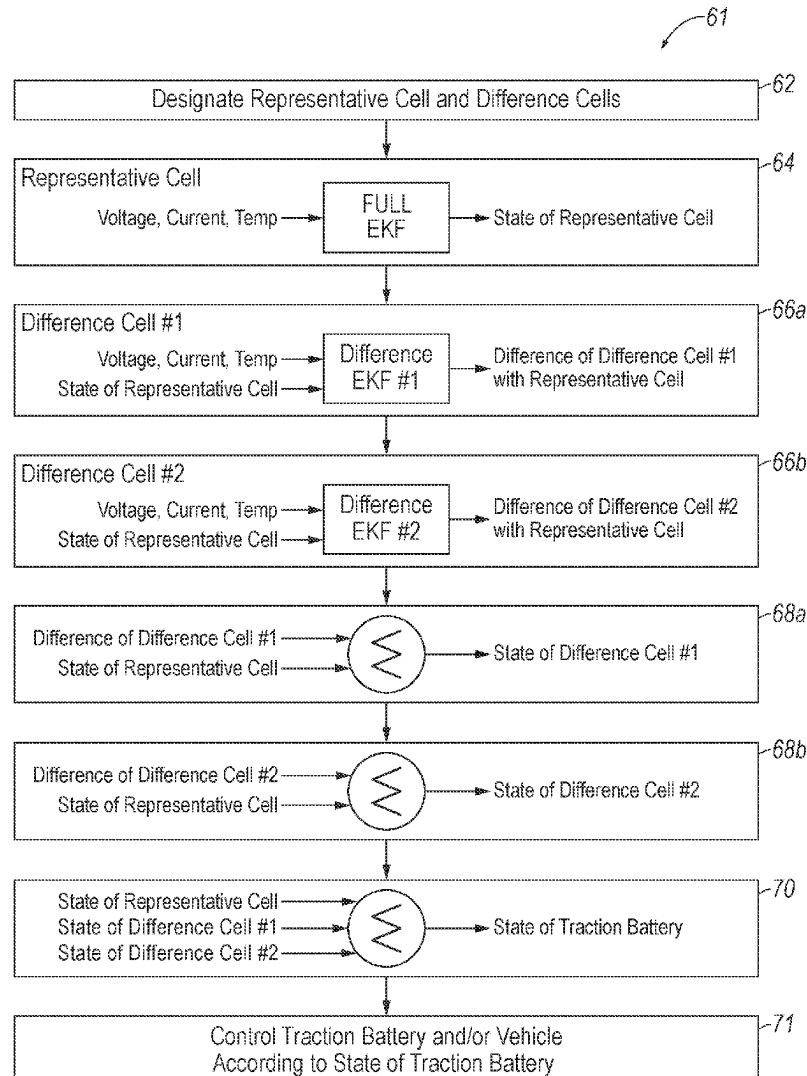 61
62
Designate Representative Cell and Difference Cells
64
Representative Cell
Voltage, Current, Temp
FULL
EKF
State of Representative Cell
66a
Difference Cell #1
Voltage, Current, Temp
State of Representative Cell
Difference
EKF #1
Difference of Difference Cell #1
with Representative Cell
66b
Difference Cell #2
Voltage, Current, Temp
State of Representative Cell
Difference
EKF #2
Difference of Difference Cell #2
with Representative Cell
68a
Difference of Difference Cell #1
State of Representative Cell
State of Difference Cell #1
68b
Difference of Difference Cell #2
State of Representative Cell
State of Difference Cell #2
70
State of Representative Cell
State of Difference Cell #1
State of Difference Cell #2
State of Traction Battery
71
Control Traction Battery and/or Vehicle
According to State of Traction Battery